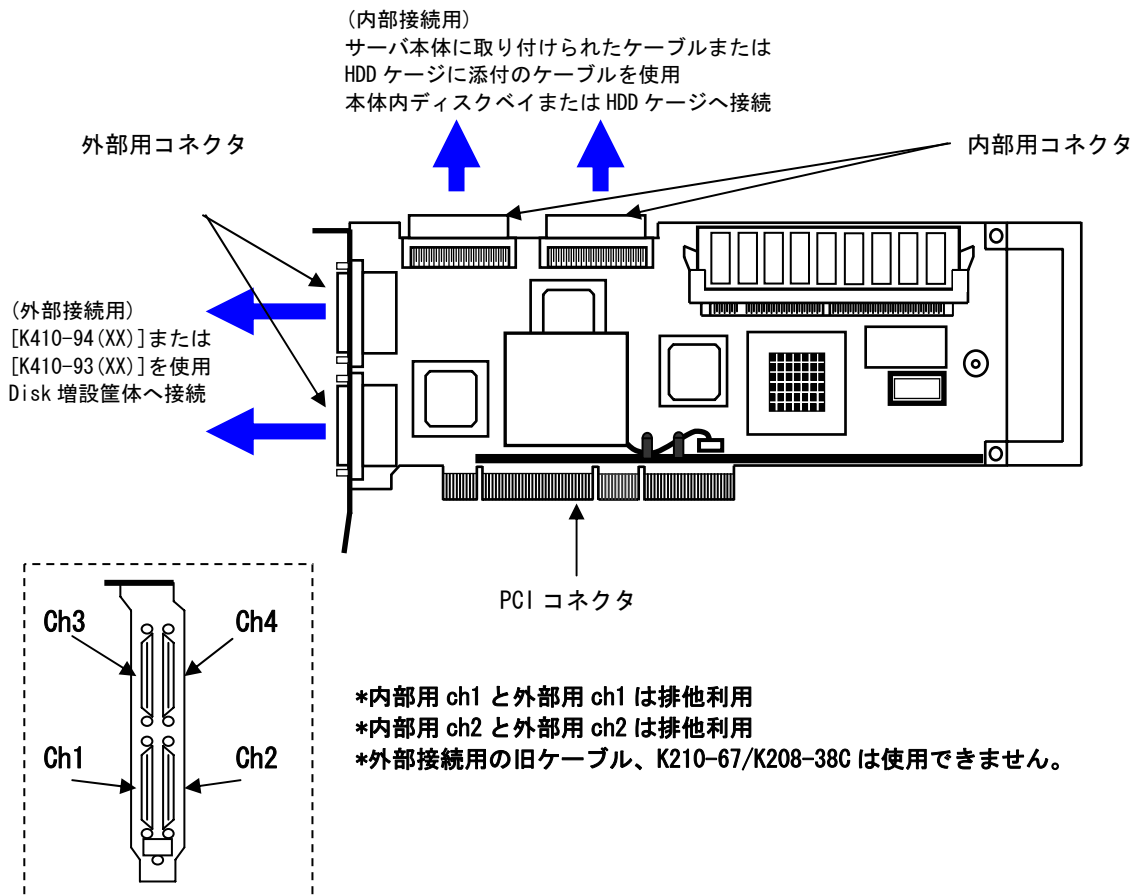 (内部接続用)
サーバ本体に取り付けられたケーブルまたは
HDD ケージに添付のケーブルを使用
本体内ディスクベイまたは HDD ケージへ接続
外部用コネクタ
内部用コネクタ
(外部接続用)
[K410-94(XX)]または
[K410-93(XX)]を使用
Disk 増設筐体へ接続
PCI コネクタ
Ch3
Ch4
Ch1
Ch2
*内部用 ch1 と外部用 ch1 は排他利用
*内部用 ch2 と外部用 ch2 は排他利用
*外部接続用の旧ケーブル、K210-67/K208-38C は使用できません。